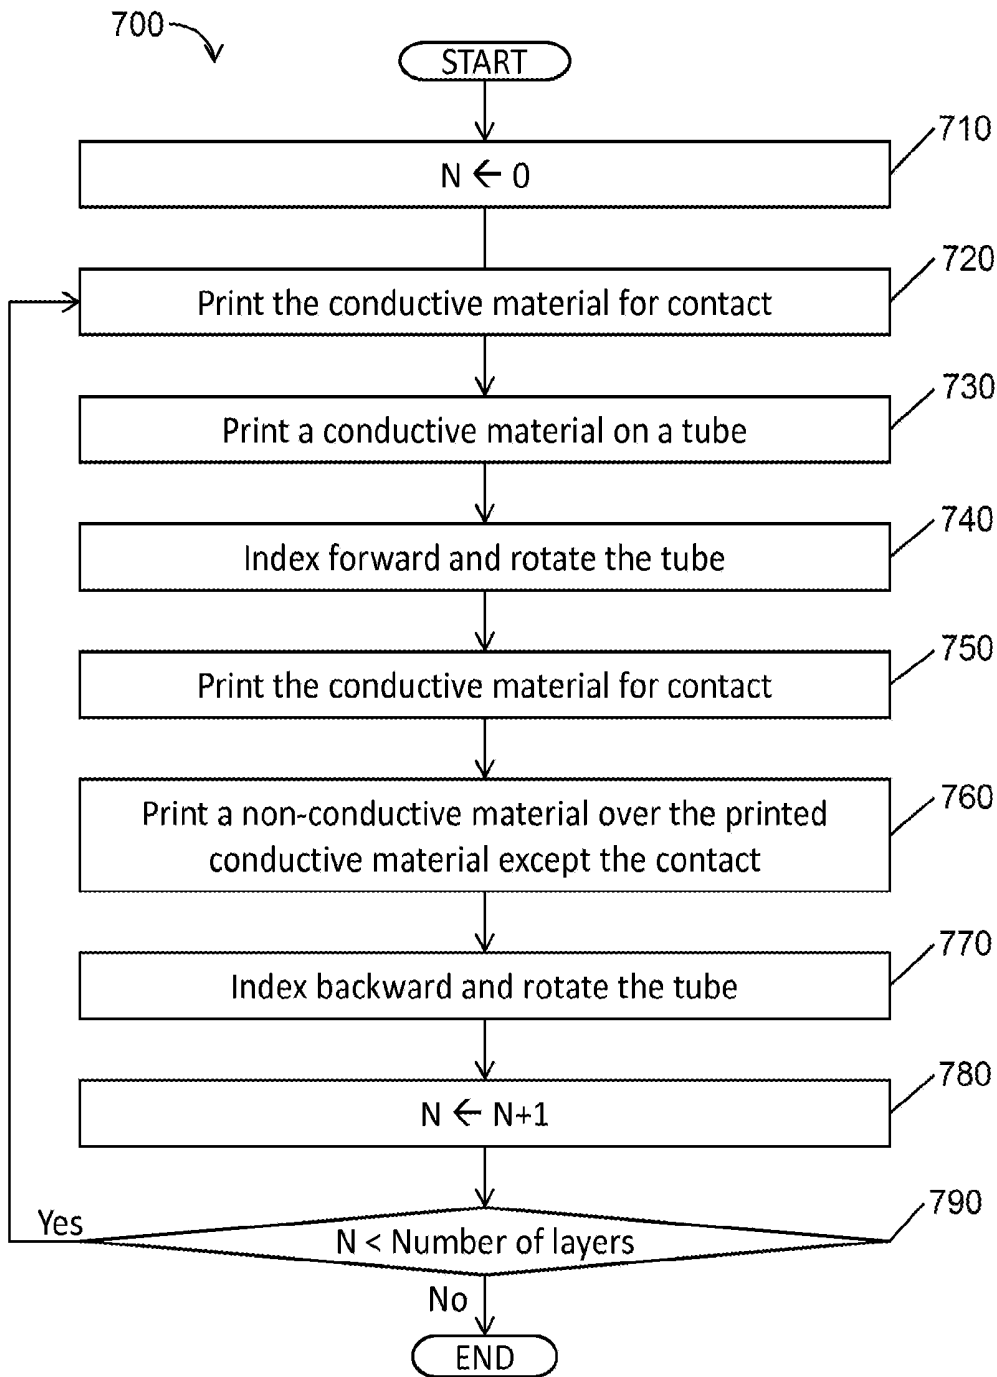 700
START
710
N ← 0
720
Print the conductive material for contact
730
Print a conductive material on a tube
740
Index forward and rotate the tube
750
Print the conductive material for contact
760
Print a non-conductive material over the printed
conductive material except the contact
770
Index backward and rotate the tube
780
N ← N+1
790
Yes
N < Number of layers
No
END